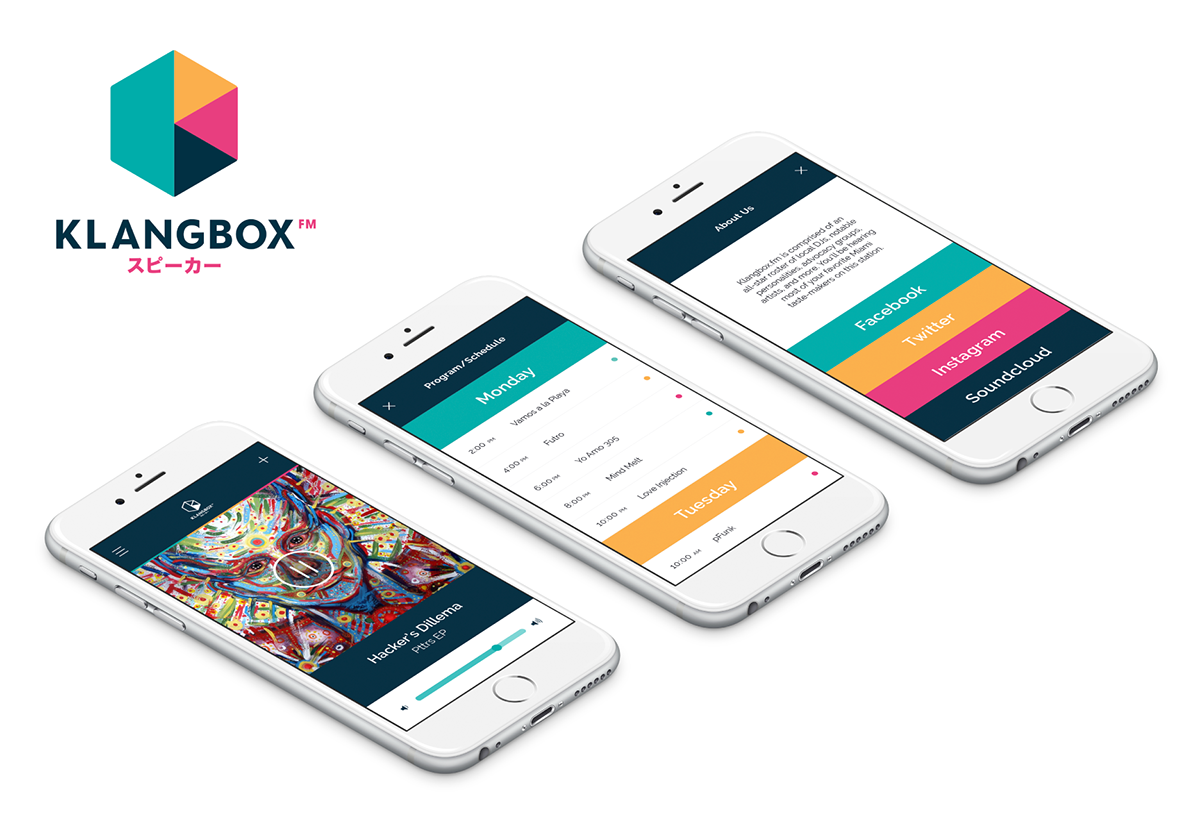 KLANGBOX FM
スピーカー
KLANGBOX
Hacker's Dillema
Pttrs EP
Program/Schedule
Monday
2:00 PM Vamos a la Playa
4:00 PM Futro
6:00 PM Yo Amo 305
8:00 PM Mind Melt
10:00 PM Love Injection
Tuesday
10:00 AM pFunk
About Us
Klangbox.fm is comprised of an
all-star roster of local DJs, notable
personalities, advocacy groups,
artists, and more. You'll be hearing
most of your favorite Miami
taste-makers on this station.
Facebook
Twitter
Instagram
Soundcloud